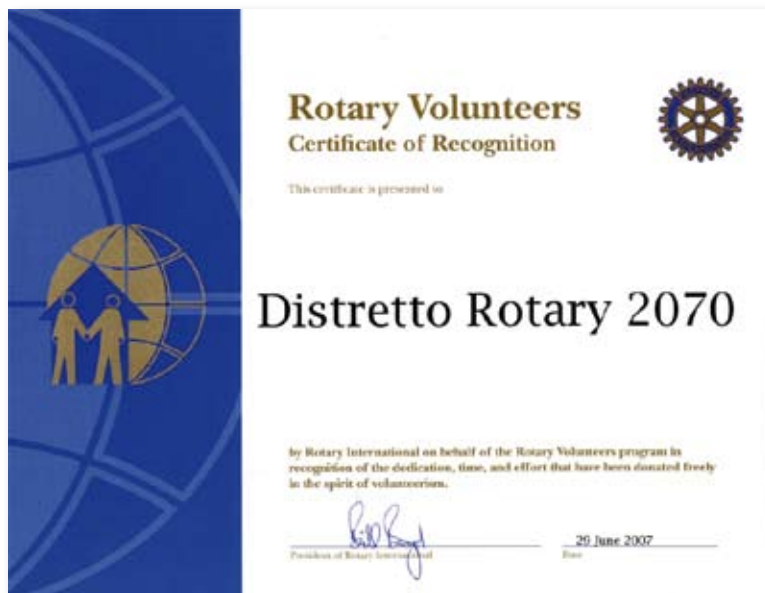 Rotary Volunteers
Certificate of Recognition
This certificate is presented to
Distretto Rotary 2070
by Rotary International on behalf of the Rotary Volunteers program in
recognition of the dedication, time, and effort that have been donated freely
in the spirit of volunteerism.
Bill Boyd
29 June 2007
President of Rotary International
Date